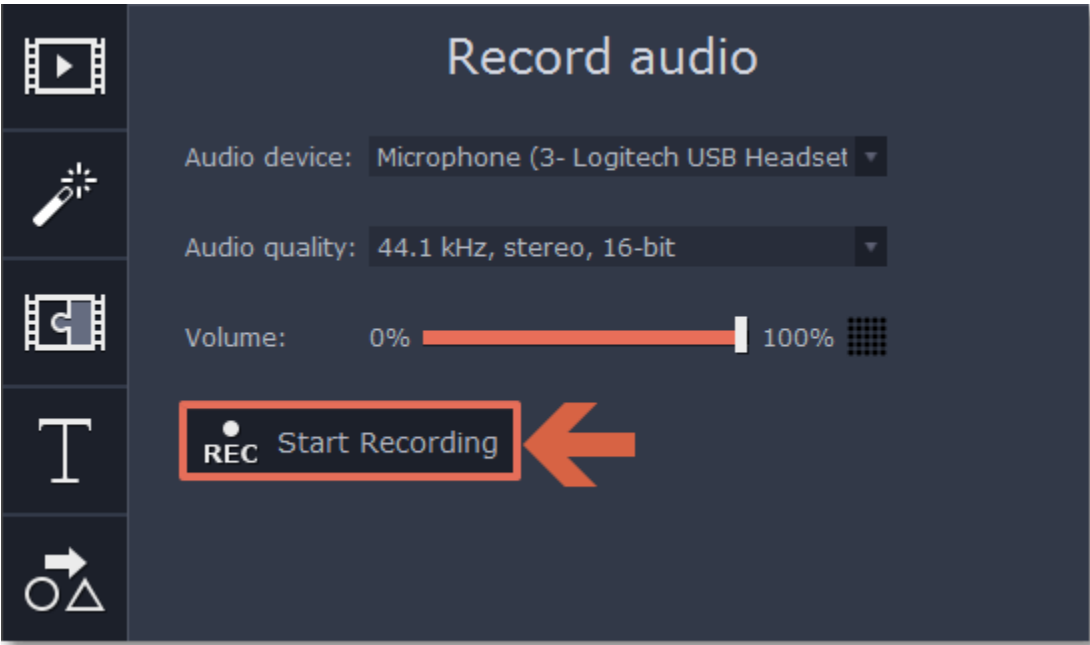 Record audio
Audio device: Microphone (3- Logitech USB Headset
Audio quality: 44.1 kHz, stereo, 16-bit
Volume: 0% 100%
REC Start Recording